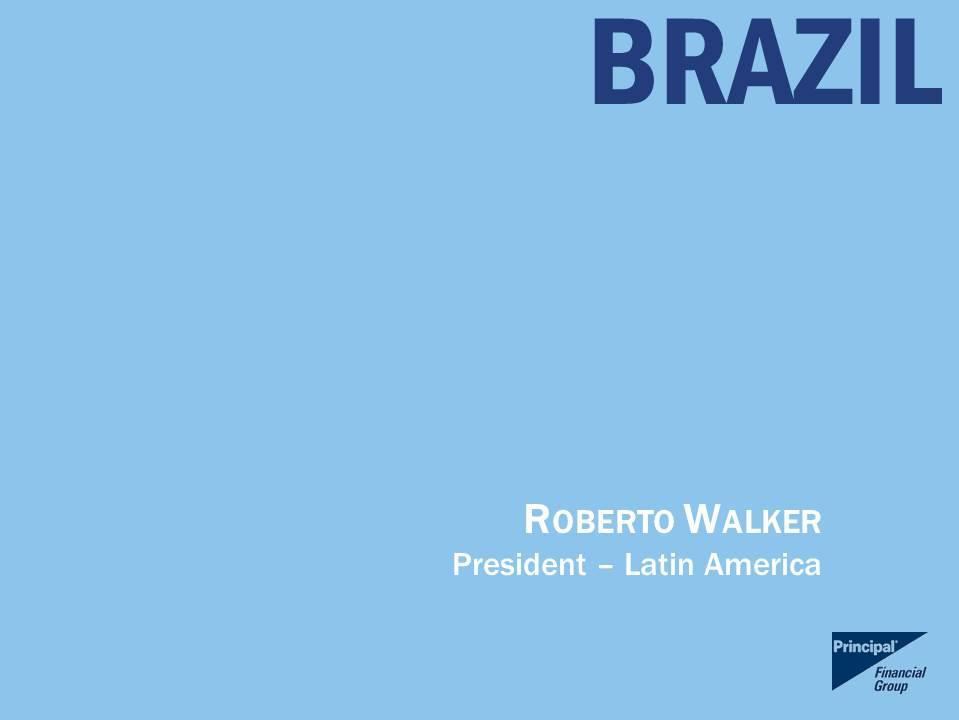 BRAZIL
ROBERTO WALKER
President – Latin America
Principal®
Financial
Group